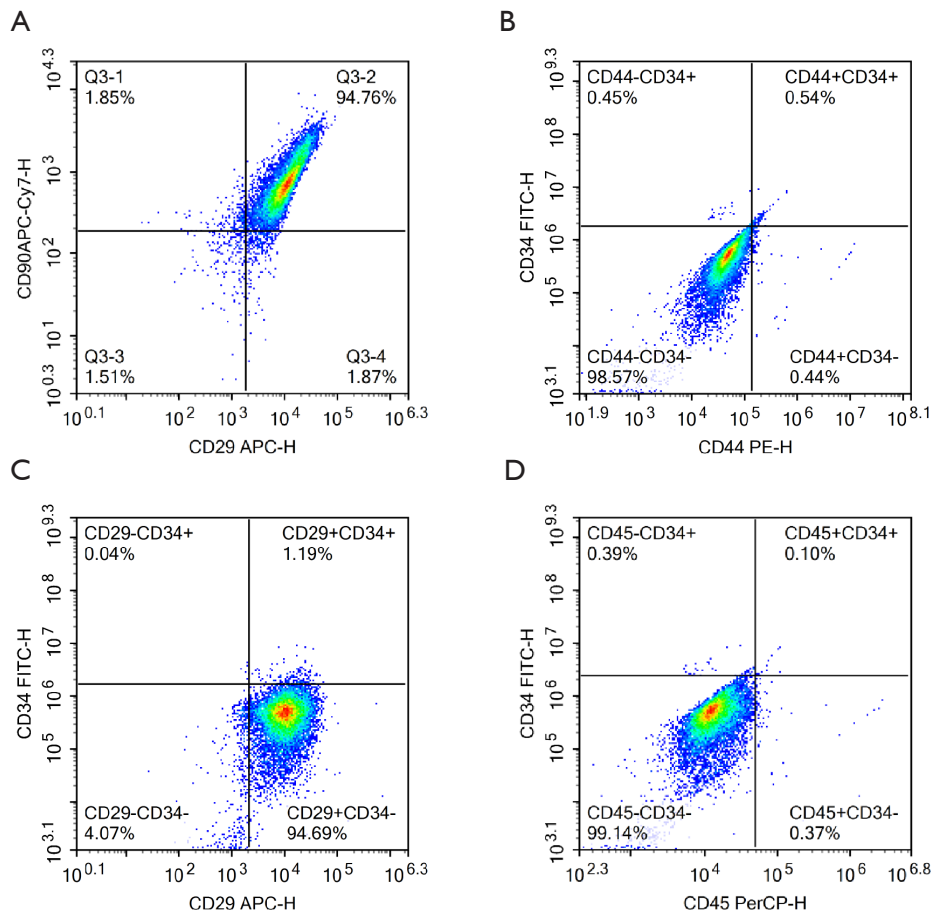 A
Q3-1
1.85%
Q3-2
94.76%
Q3-3
1.51%
Q3-4
1.87%
CD90APC-Cy7-H
10^4.3
10^3
10^2
10^1
10^0.3
10^0.1
10^2
10^3
10^4
10^5
10^6.3
CD29 APC-H
B
CD44-CD34+
0.45%
CD44+CD34+
0.54%
CD44-CD34-
98.57%
CD44+CD34-
0.44%
CD34 FITC-H
10^9.3
10^8
10^7
10^6
10^5
10^3.1
10^1.9
10^3
10^4
10^5
10^6
10^7
10^8.1
CD44 PE-H
C
CD29-CD34+
0.04%
CD29+CD34+
1.19%
CD29-CD34-
4.07%
CD29+CD34-
94.69%
CD34 FITC-H
10^9.3
10^8
10^7
10^6
10^5
10^3.1
10^0.1
10^2
10^3
10^4
10^5
10^6.3
CD29 APC-H
D
CD45-CD34+
0.39%
CD45+CD34+
0.10%
CD45-CD34-
99.14%
CD45+CD34-
0.37%
CD34 FITC-H
10^9.3
10^8
10^7
10^6
10^5
10^3.1
10^2.3
10^4
10^5
10^6
10^6.8
CD45 PerCP-H